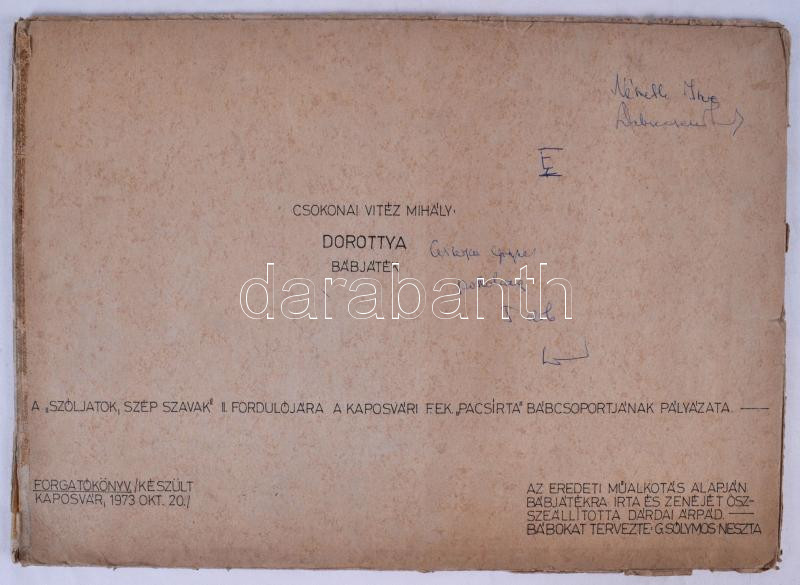 E
CSOKONAI VITÉZ MIHÁLY:
DOROTTYA
BÁBJÁTÉK
darabanth
A „SZÓLJATOK, SZÉP SZAVAK" II. FORDULÓJÁRA A KAPOSVÁRI F.É.K. „PACSIRTA" BÁBCSOPORTJÁNAK PÁLYÁZATA.
FORGATÓKÖNYV./KÉSZÜLT
KAPOSVÁR, 1973 OKT. 20./
AZ EREDETI MŰALKOTÁS ALAPJÁN
BÁBJÁTÉKRA ÍRTA ÉS ZENÉJÉT ÖSZ-
SZEÁLLÍTOTTA DÁRDAI ÁRPÁD.
BÁBOKAT TERVEZTE: G. SÓLYMOS NESZTA